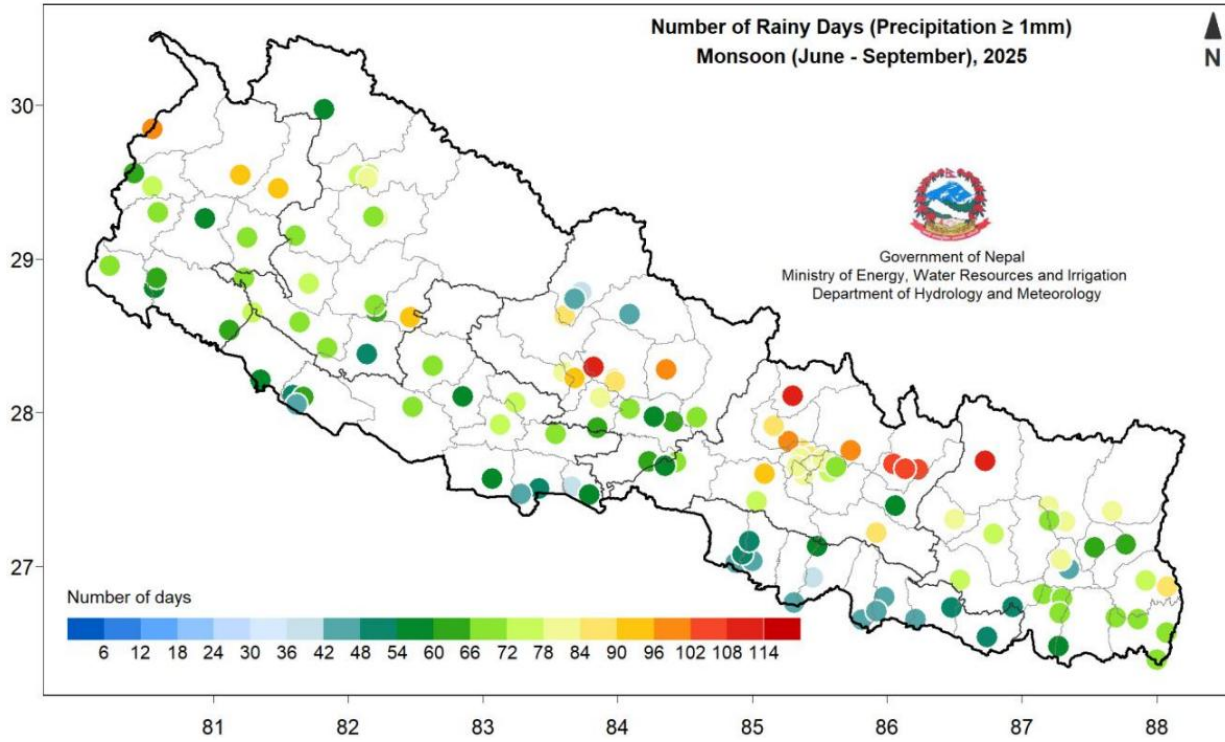 Number of Rainy Days (Precipitation ≥ 1mm)
Monsoon (June - September), 2025
N
Government of Nepal
Ministry of Energy, Water Resources and Irrigation
Department of Hydrology and Meteorology
30
29
28
27
Number of days
6 12 18 24 30 36 42 48 54 60 66 72 78 84 90 96 102 108 114
81 82 83 84 85 86 87 88